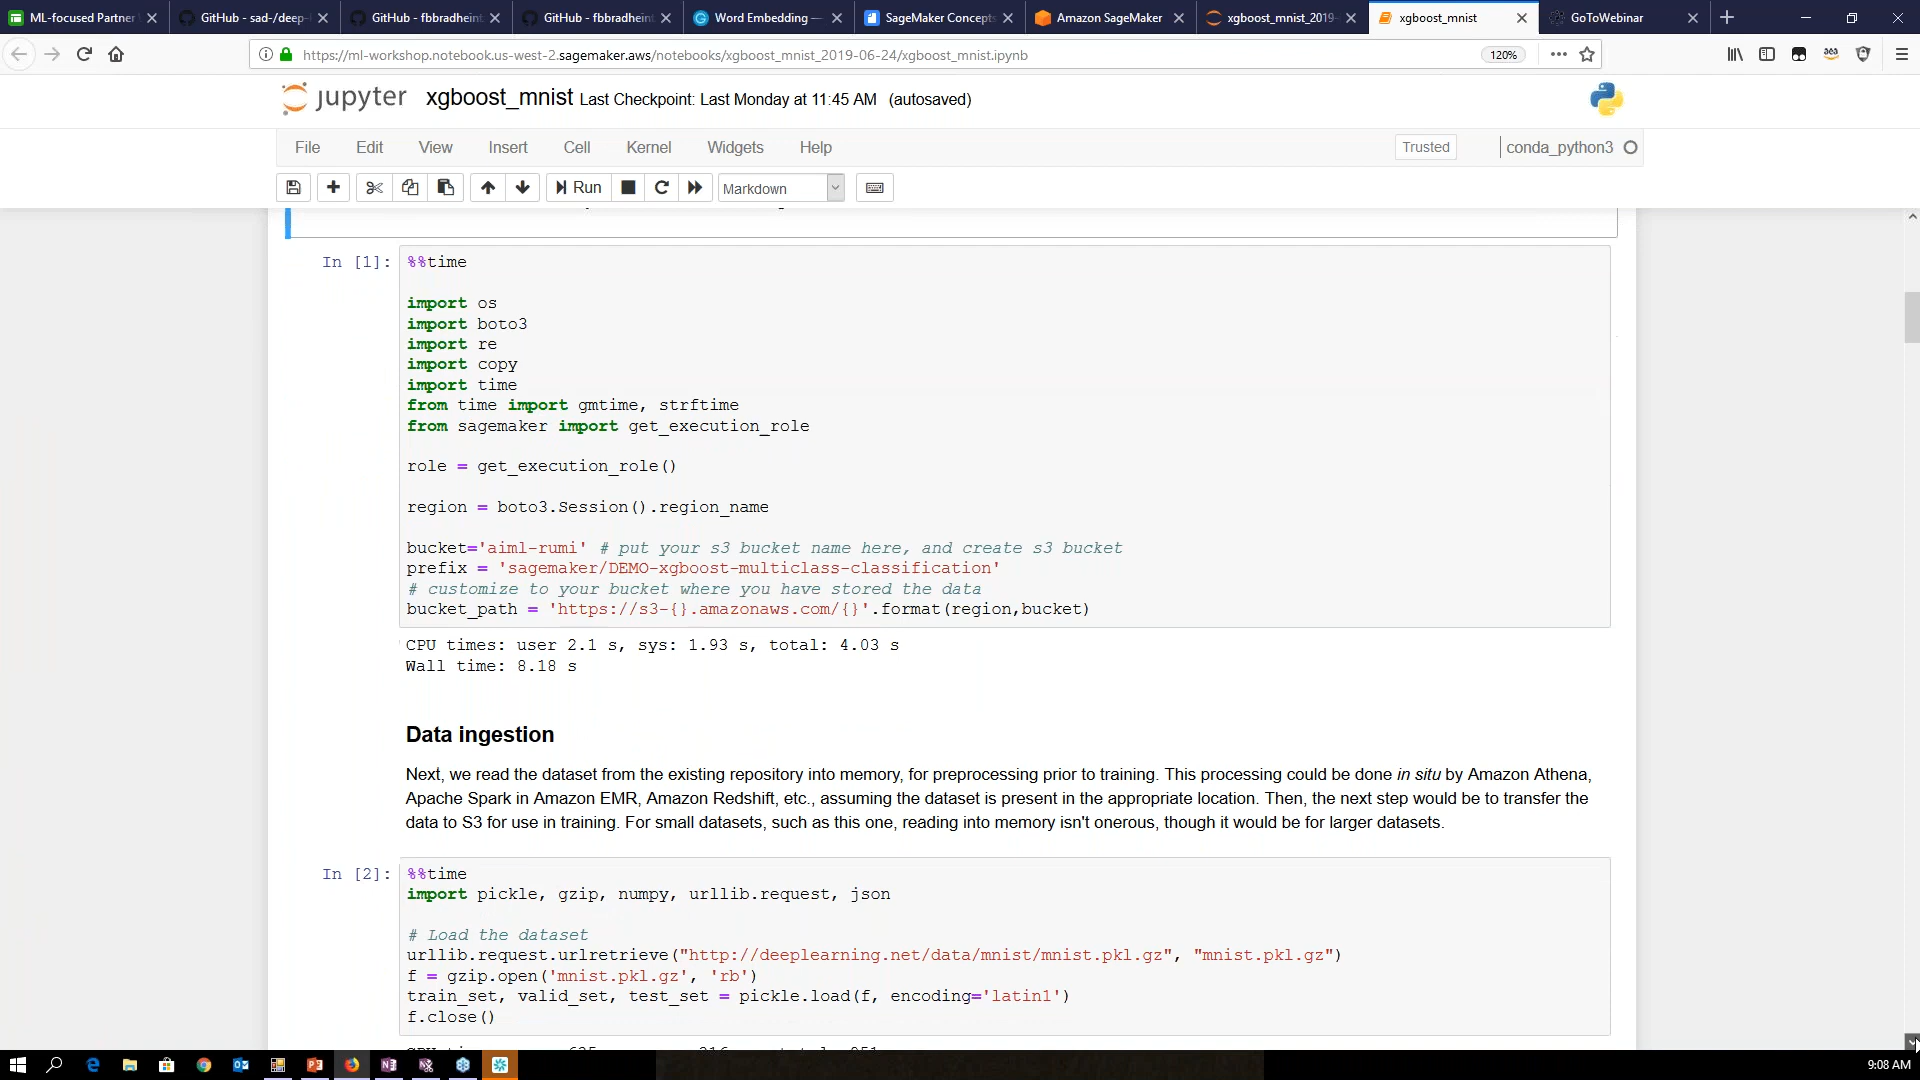 ML-focused Partner
GitHub - sad-/deep-
GitHub - fbbradheint
GitHub - fbbradheint
Word Embedding —
SageMaker Concepts
Amazon SageMaker
xgboost_mnist_2019-
xgboost_mnist
GoToWebinar
https://ml-workshop.notebook.us-west-2.sagemaker.aws/notebooks/xgboost_mnist_2019-06-24/xgboost_mnist.ipynb
120%
jupyter xgboost_mnist Last Checkpoint: Last Monday at 11:45 AM (autosaved)
File Edit View Insert Cell Kernel Widgets Help Trusted conda_python3
Run Markdown
In [1]: %%time
import os
import boto3
import re
import copy
import time
from time import gmtime, strftime
from sagemaker import get_execution_role
role = get_execution_role()
region = boto3.Session().region_name
bucket='aiml-rumi' # put your s3 bucket name here, and create s3 bucket
prefix = 'sagemaker/DEMO-xgboost-multiclass-classification'
# customize to your bucket where you have stored the data
bucket_path = 'https://s3-{}.amazonaws.com/{}'.format(region,bucket)
CPU times: user 2.1 s, sys: 1.93 s, total: 4.03 s
Wall time: 8.18 s
Data ingestion
Next, we read the dataset from the existing repository into memory, for preprocessing prior to training. This processing could be done in situ by Amazon Athena,
Apache Spark in Amazon EMR, Amazon Redshift, etc., assuming the dataset is present in the appropriate location. Then, the next step would be to transfer the
data to S3 for use in training. For small datasets, such as this one, reading into memory isn't onerous, though it would be for larger datasets.
In [2]: %%time
import pickle, gzip, numpy, urllib.request, json
# Load the dataset
urllib.request.urlretrieve("http://deeplearning.net/data/mnist/mnist.pkl.gz", "mnist.pkl.gz")
f = gzip.open('mnist.pkl.gz', 'rb')
train_set, valid_set, test_set = pickle.load(f, encoding='latin1')
f.close()
9:08 AM